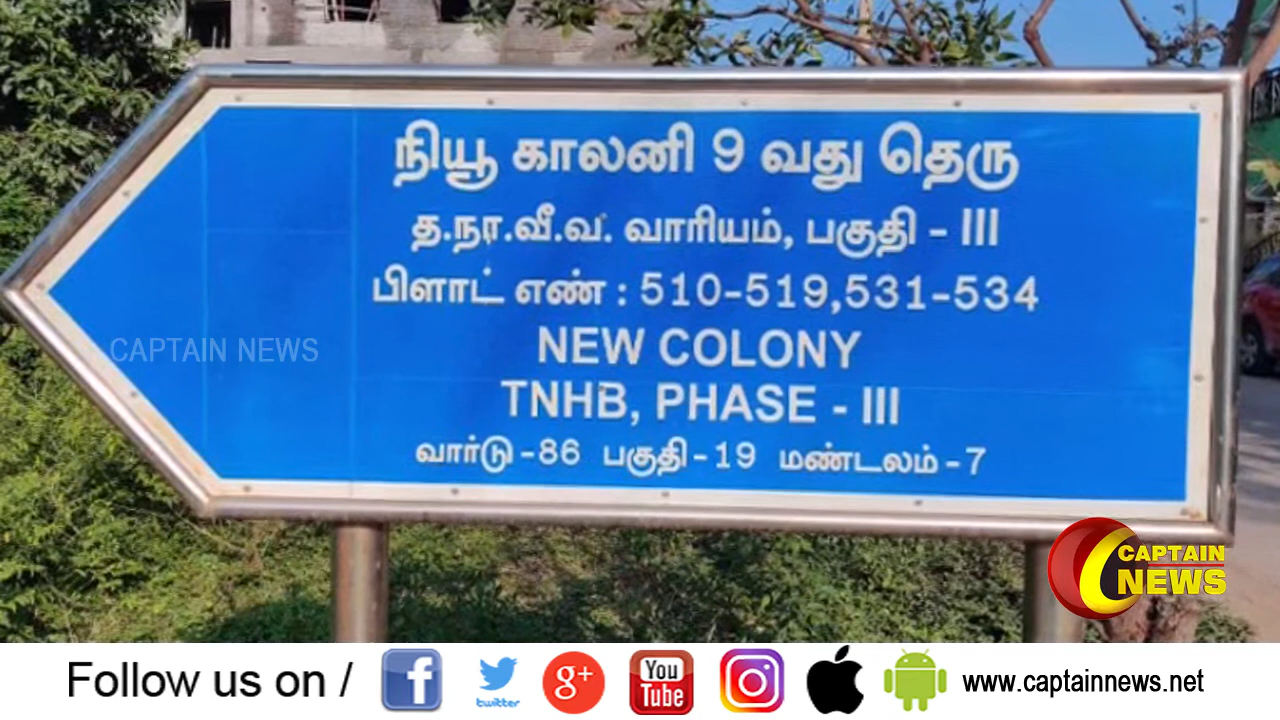 நியூ காலனி 9 வது தெரு
த.நா.வீ.வ. வாரியம், பகுதி - III
பிளாட் எண் : 510-519,531-534
NEW COLONY
TNHB, PHASE - III
வார்டு -86 பகுதி -19 மண்டலம் -7
CAPTAIN NEWS
CAPTAIN
NEWS
Follow us on /
f
twitter
g+
You
Tube
www.captainnews.net